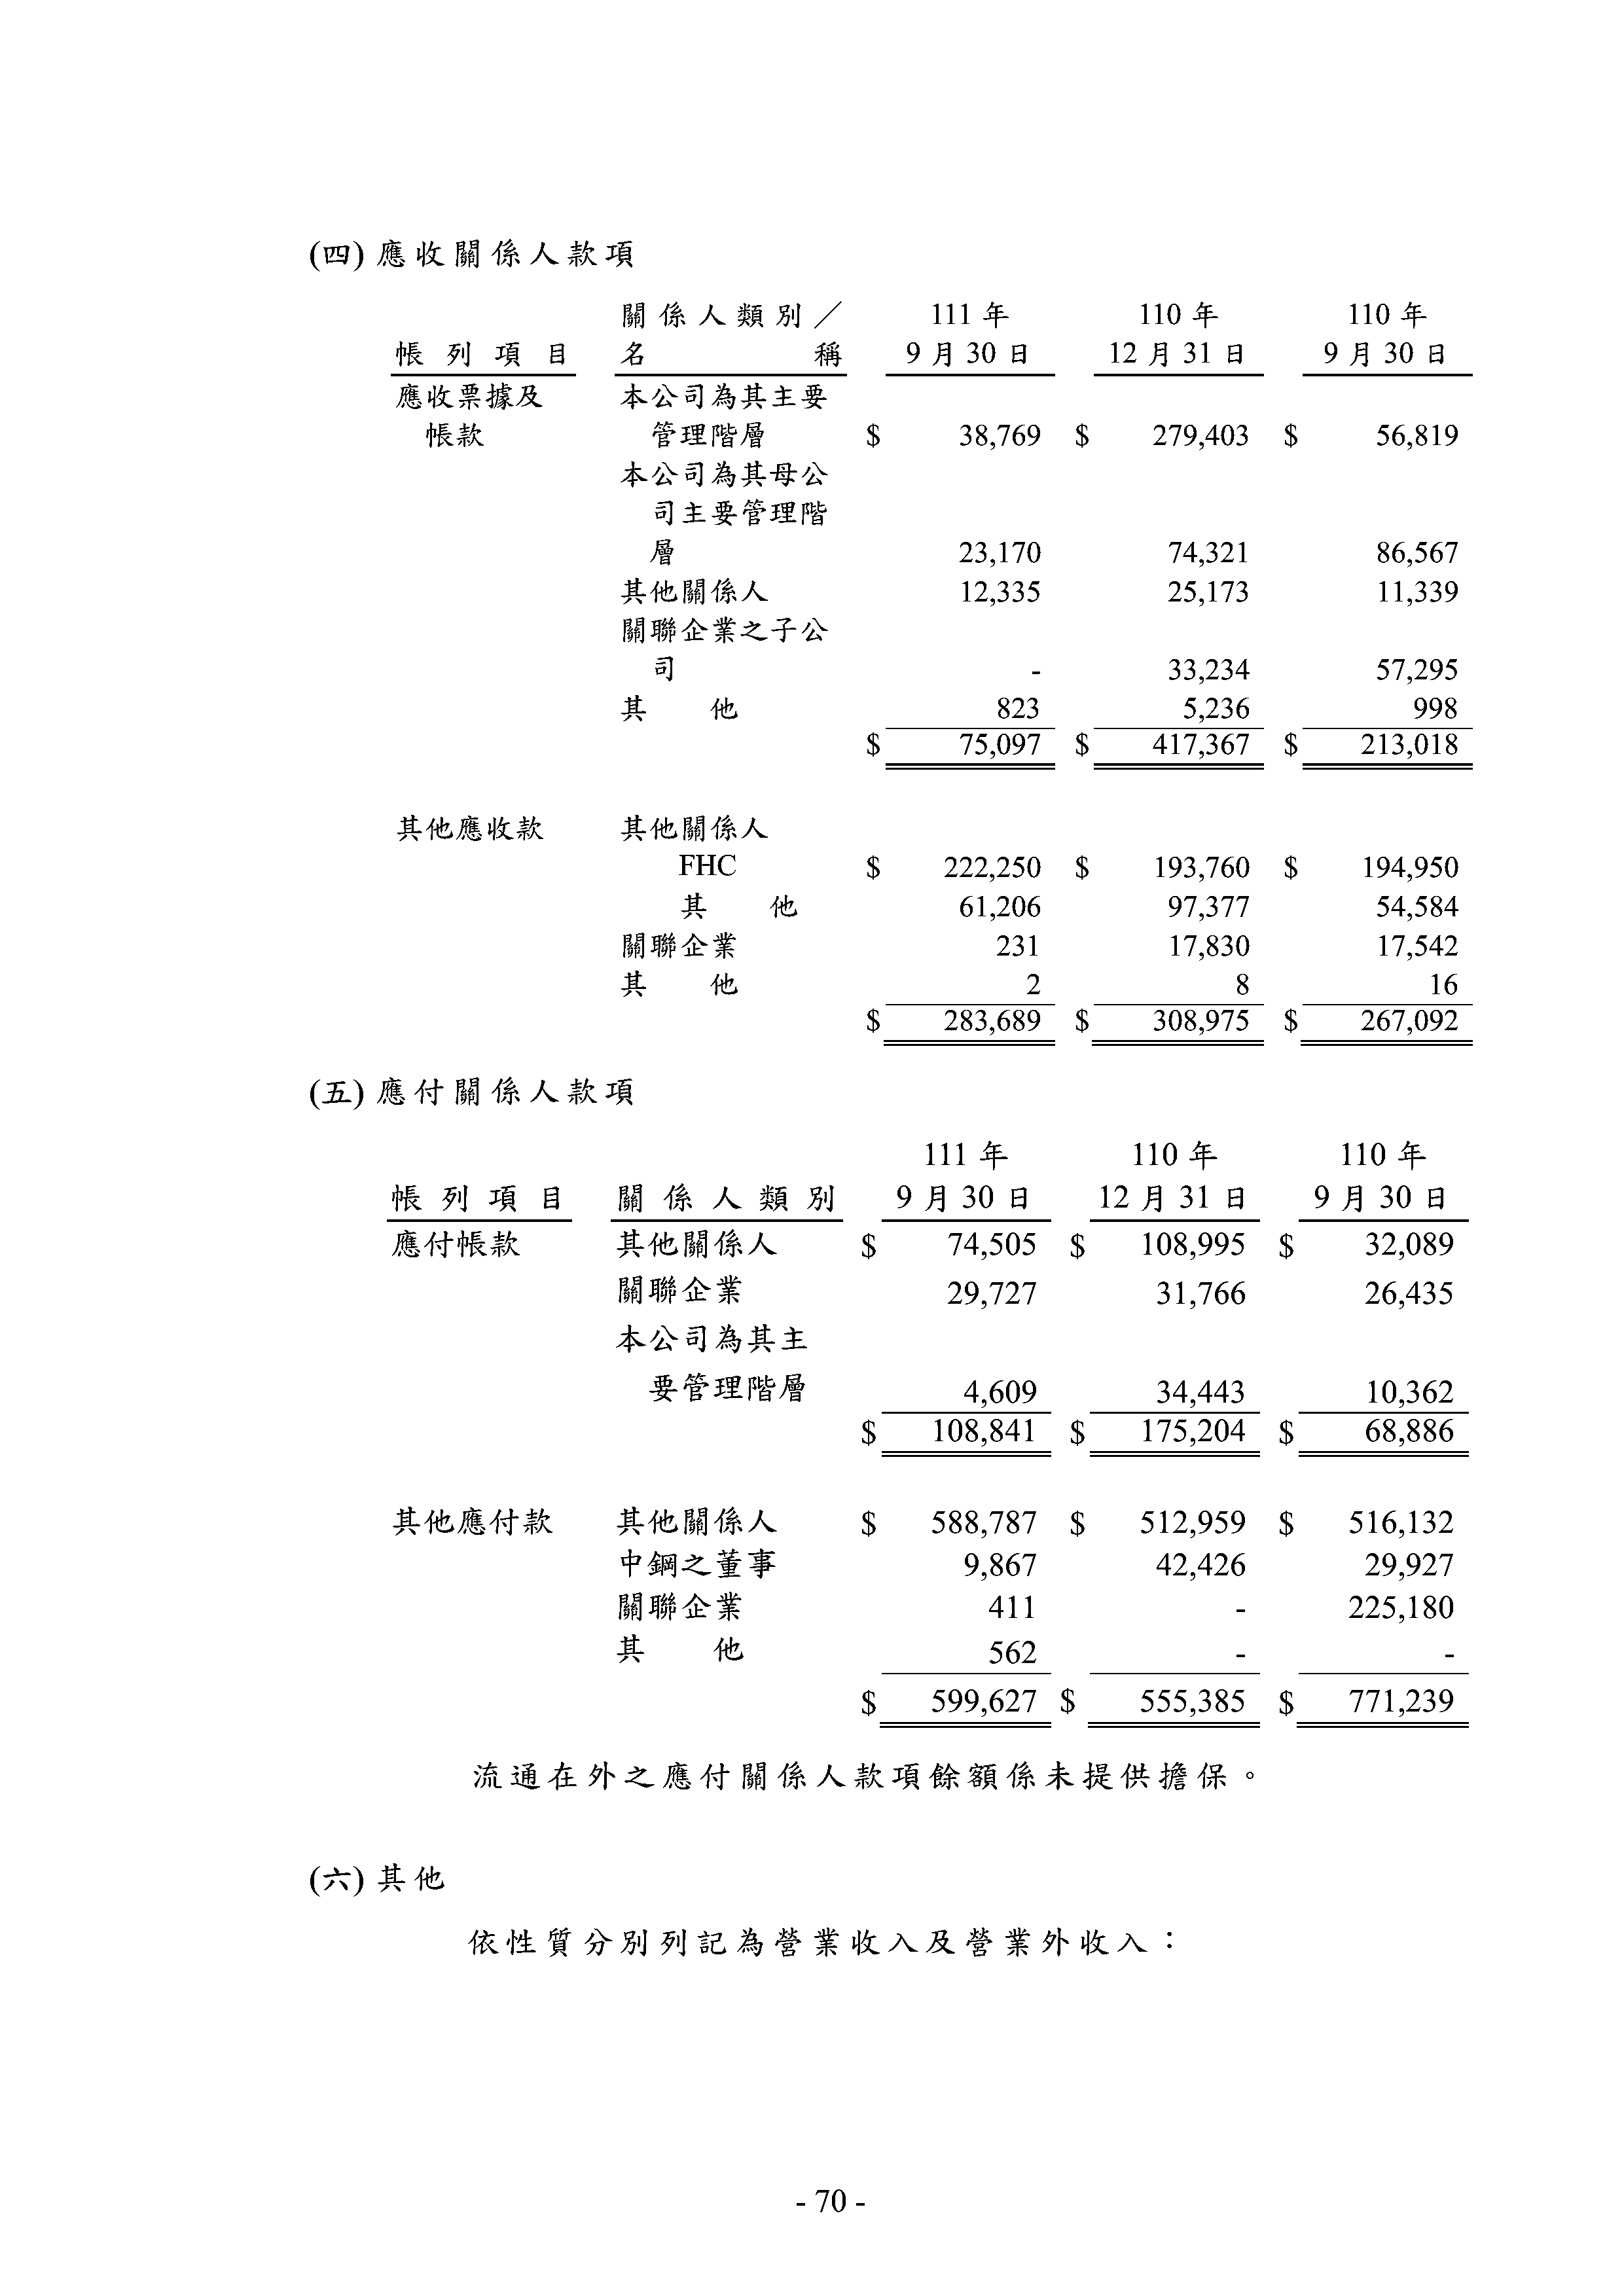 (四) 應收關係人款項
關係人類別／ 111 年 110 年 110 年
帳列項目 名稱 9 月 30 日 12 月 31 日 9 月 30 日
應收票據及 本公司為其主要
帳款 管理階層 $ 38,769 $ 279,403 $ 56,819
本公司為其母公
司主要管理階
層 23,170 74,321 86,567
其他關係人 12,335 25,173 11,339
關聯企業之子公
司 - 33,234 57,295
其他 823 5,236 998
$ 75,097 $ 417,367 $ 213,018
其他應收款 其他關係人
FHC $ 222,250 $ 193,760 $ 194,950
其他 61,206 97,377 54,584
關聯企業 231 17,830 17,542
其他 2 8 16
$ 283,689 $ 308,975 $ 267,092
(五) 應付關係人款項
111 年 110 年 110 年
帳列項目 關係人類別 9 月 30 日 12 月 31 日 9 月 30 日
應付帳款 其他關係人 $ 74,505 $ 108,995 $ 32,089
關聯企業 29,727 31,766 26,435
本公司為其主
要管理階層 4,609 34,443 10,362
$ 108,841 $ 175,204 $ 68,886
其他應付款 其他關係人 $ 588,787 $ 512,959 $ 516,132
中鋼之董事 9,867 42,426 29,927
關聯企業 411 - 225,180
其他 562 - -
$ 599,627 $ 555,385 $ 771,239
流通在外之應付關係人款項餘額係未提供擔保。
(六) 其他
依性質分別列記為營業收入及營業外收入：
- 70 -